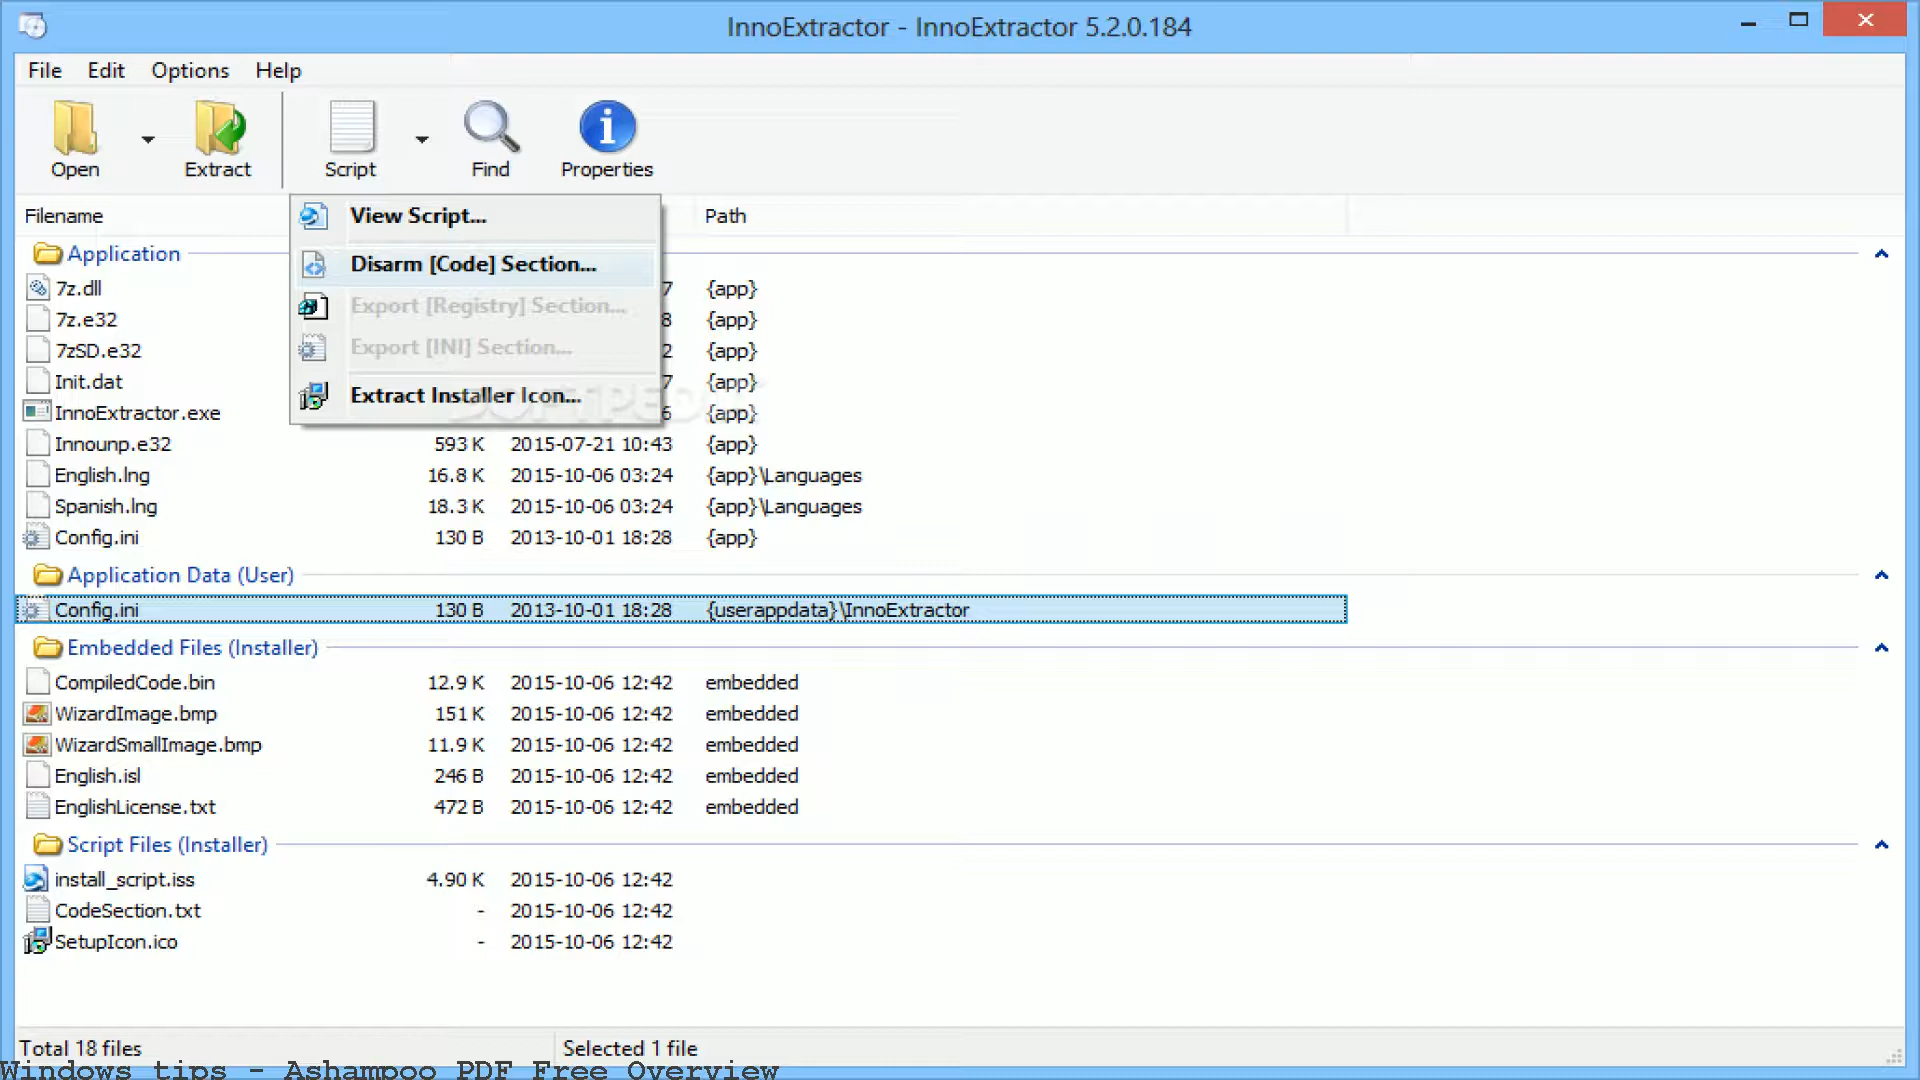 InnoExtractor - InnoExtractor 5.2.0.184
File Edit Options Help
Open Extract Script Find Properties
Filename Path
View Script...
Application
Disarm [Code] Section...
7z.dll 7 {app}
Export [Registry] Section...
7z.e32 8 {app}
Export [INI] Section...
7zSD.e32 2 {app}
Init.dat 7 {app}
Extract Installer Icon...
InnoExtractor.exe 6 {app}
Innounp.e32 593 K 2015-07-21 10:43 {app}
English.lng 16.8 K 2015-10-06 03:24 {app}\Languages
Spanish.lng 18.3 K 2015-10-06 03:24 {app}\Languages
Config.ini 130 B 2013-10-01 18:28 {app}
Application Data (User)
Config.ini 130 B 2013-10-01 18:28 {userappdata}\InnoExtractor
Embedded Files (Installer)
CompiledCode.bin 12.9 K 2015-10-06 12:42 embedded
WizardImage.bmp 151 K 2015-10-06 12:42 embedded
WizardSmallImage.bmp 11.9 K 2015-10-06 12:42 embedded
English.isl 246 B 2015-10-06 12:42 embedded
EnglishLicense.txt 472 B 2015-10-06 12:42 embedded
Script Files (Installer)
install_script.iss 4.90 K 2015-10-06 12:42
CodeSection.txt - 2015-10-06 12:42
SetupIcon.ico - 2015-10-06 12:42
Total 18 files Selected 1 file
Windows tips - Ashampoo PDF Free Overview